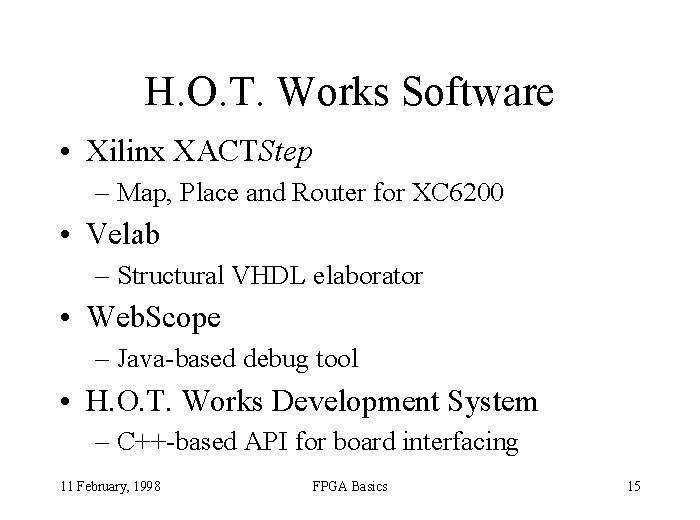 H.O.T. Works Software
• Xilinx XACTStep
– Map, Place and Router for XC6200
• Velab
– Structural VHDL elaborator
• WebScope
– Java-based debug tool
• H.O.T. Works Development System
– C++-based API for board interfacing
11 February, 1998 FPGA Basics 15